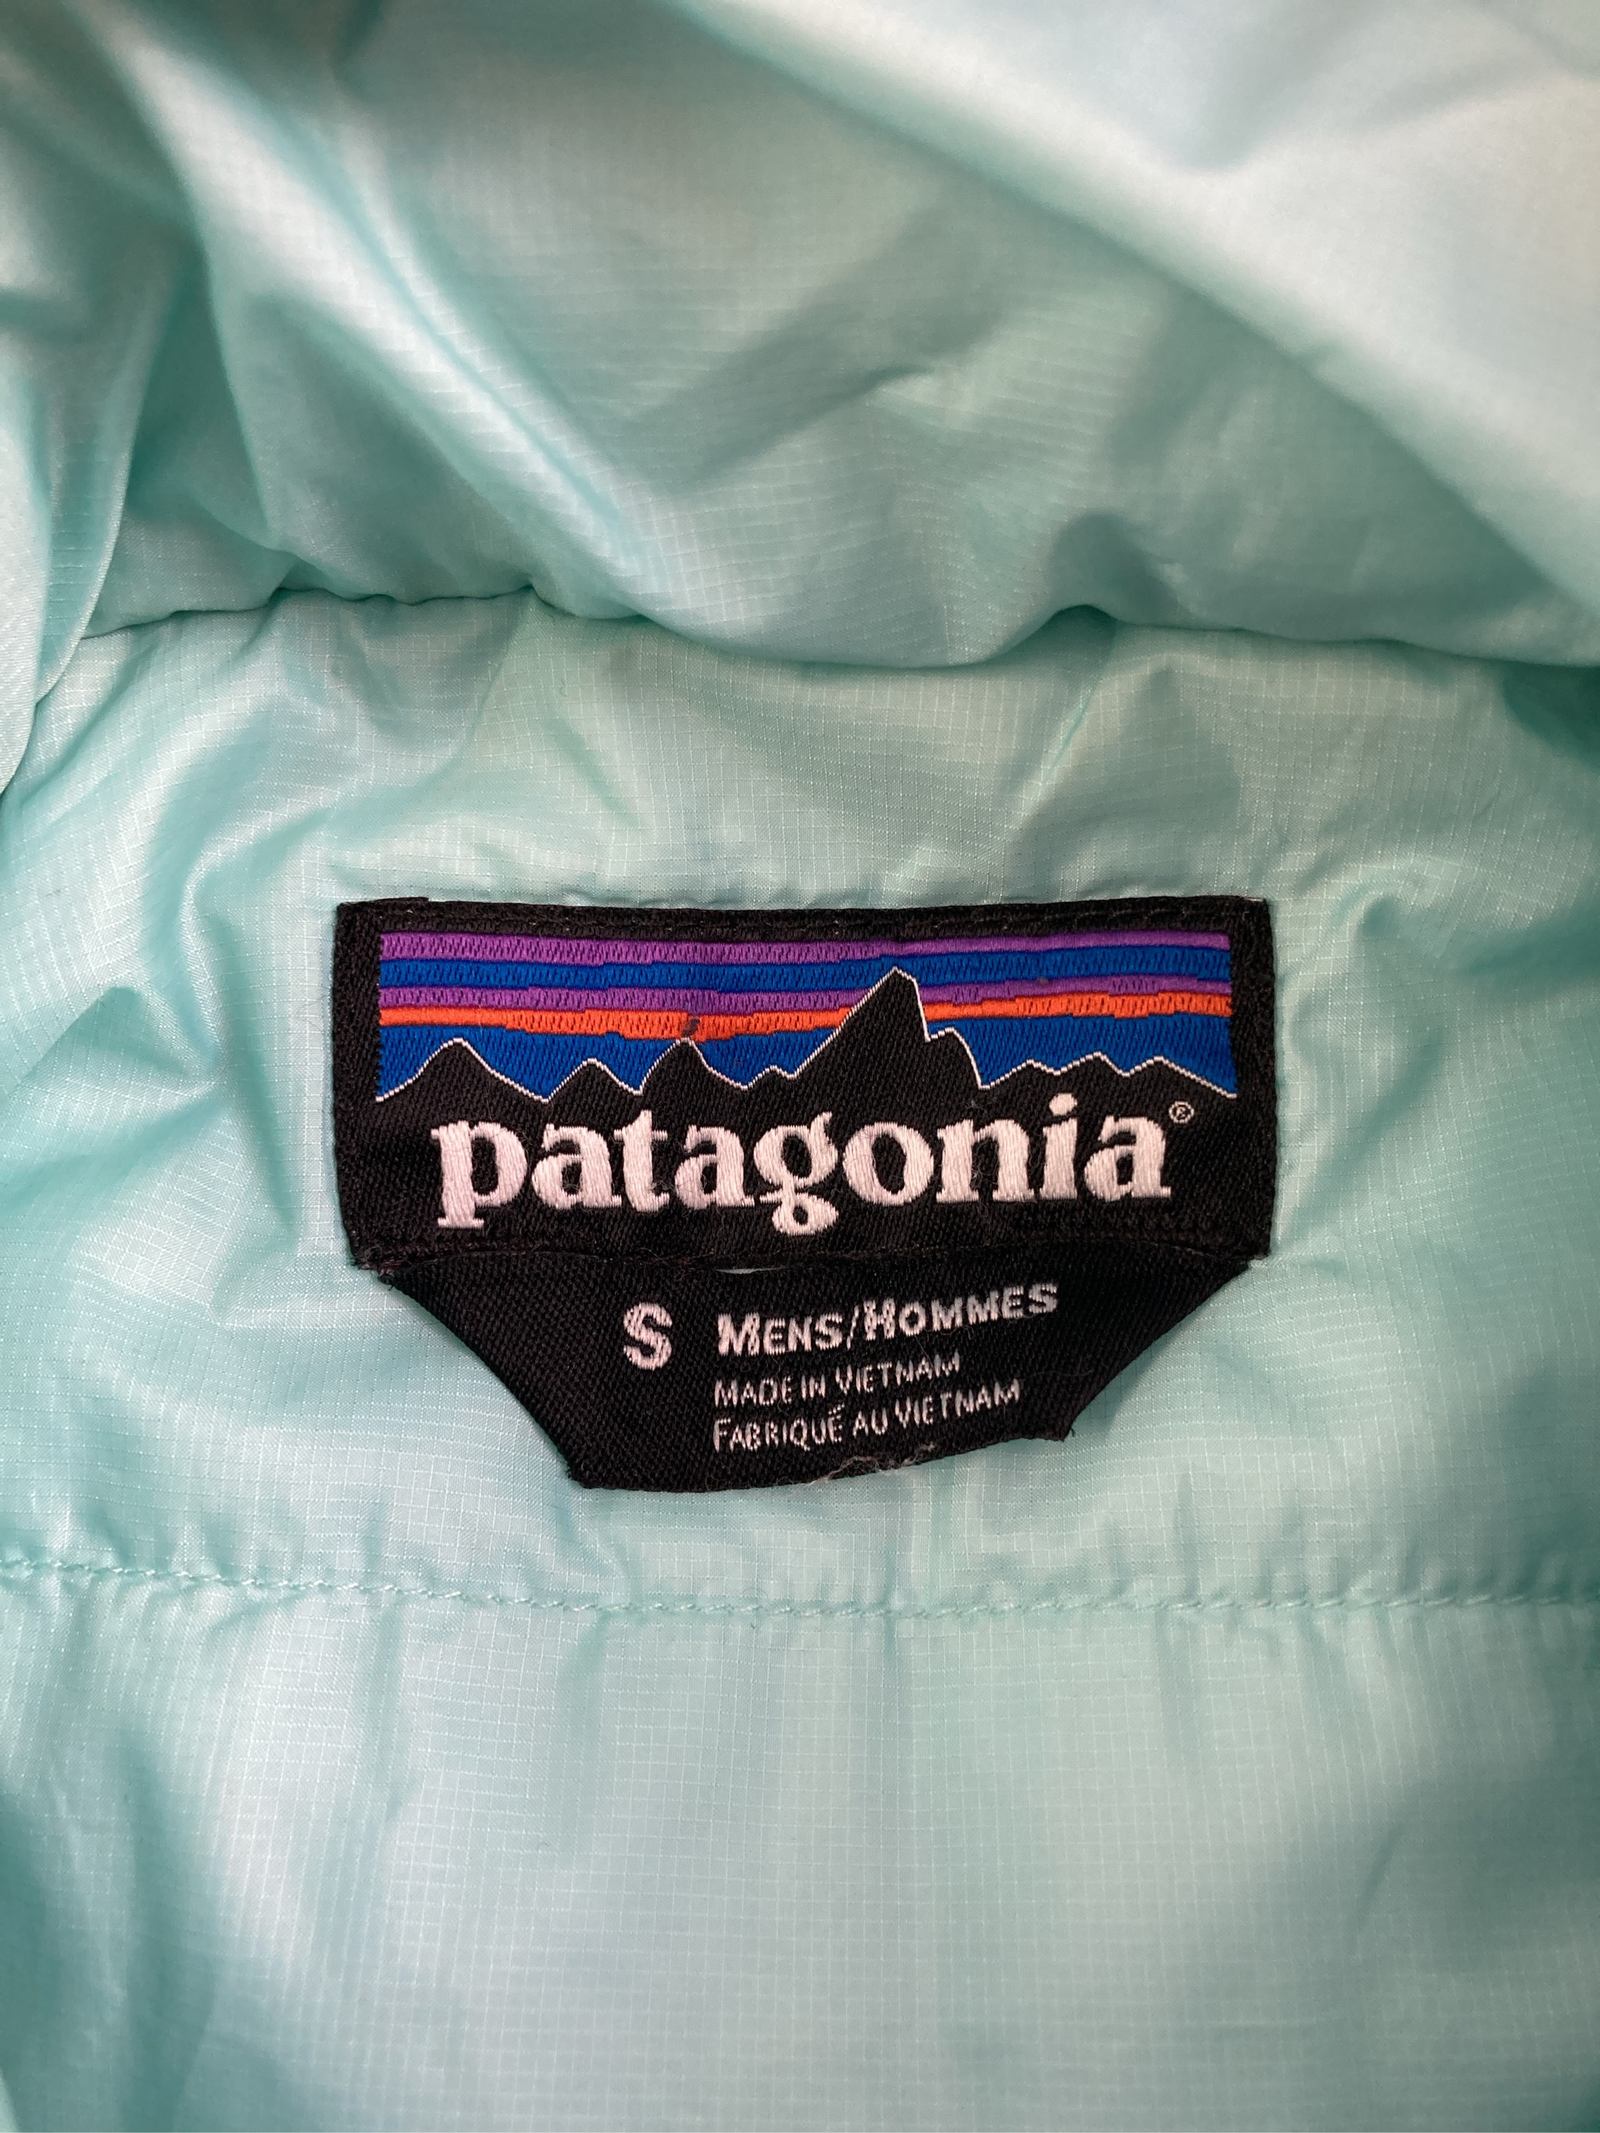 patagonia®
S MENS/HOMMES
MADE IN VIETNAM
FABRIQUÉ AU VIETNAM